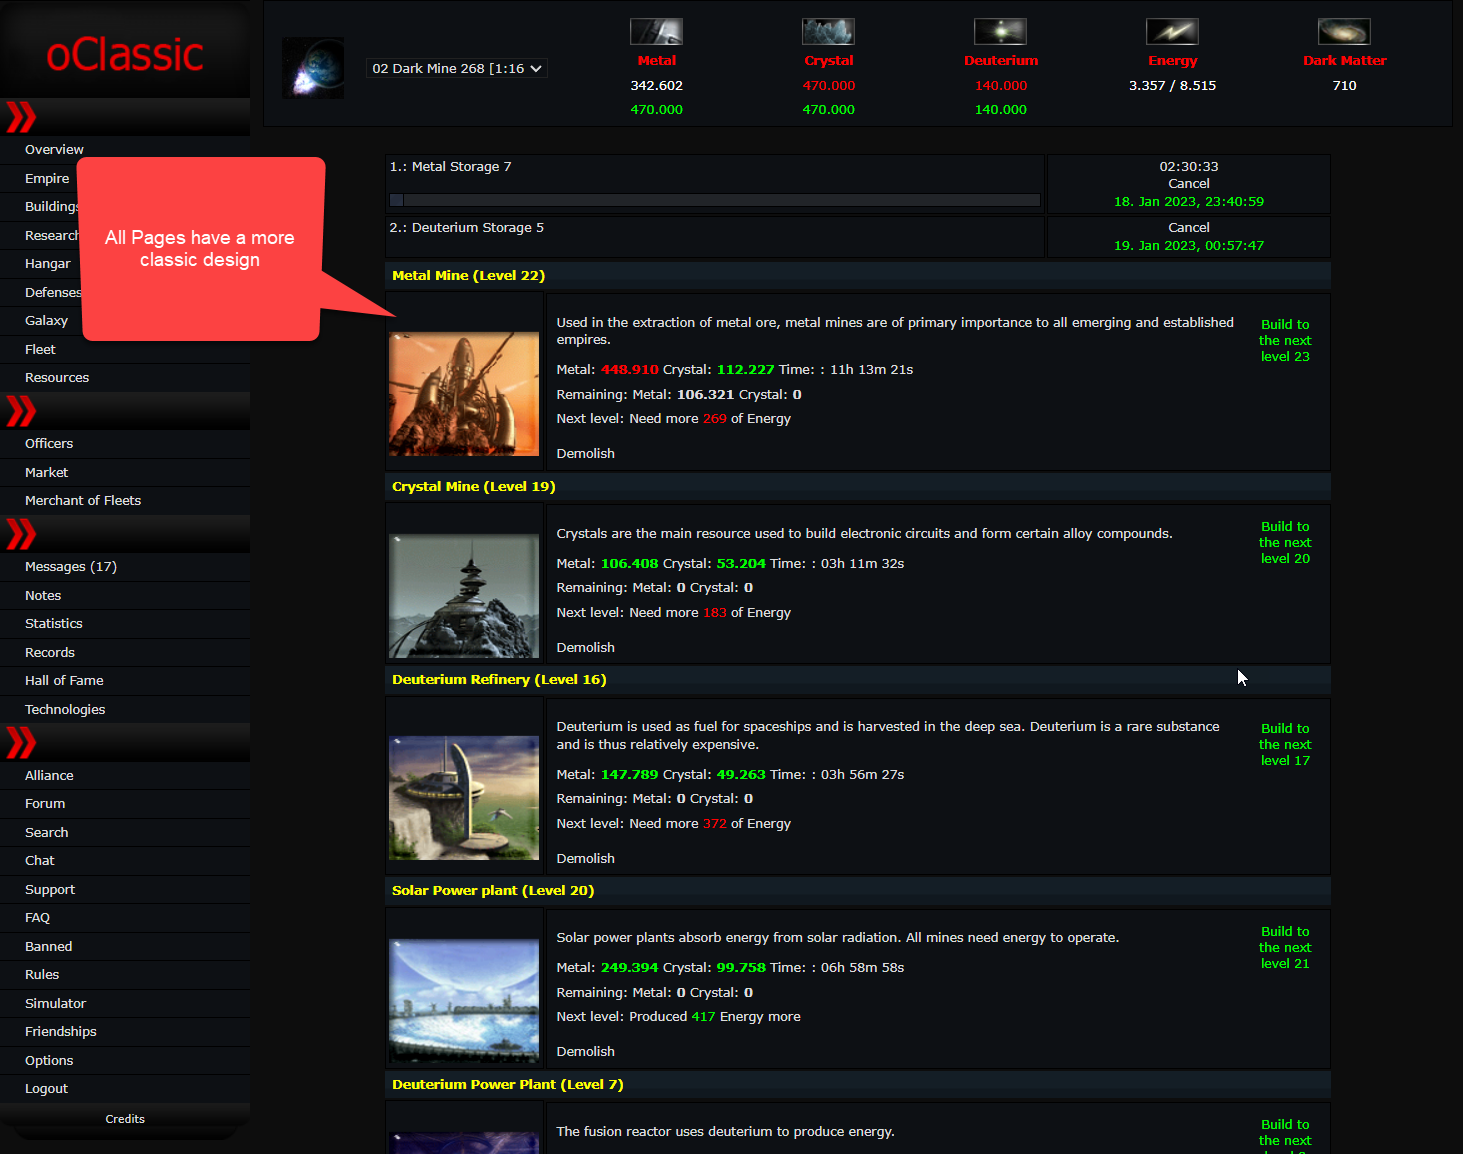 oClassic
02 Dark Mine 268 [1:16
Metal
342.602
470.000
Crystal
470.000
470.000
Deuterium
140.000
140.000
Energy
3.357 / 8.515
Dark Matter
710
Overview
Empire
Buildings
Research
Hangar
Defenses
Galaxy
Fleet
Resources
Officers
Market
Merchant of Fleets
Messages (17)
Notes
Statistics
Records
Hall of Fame
Technologies
Alliance
Forum
Search
Chat
Support
FAQ
Banned
Rules
Simulator
Friendships
Options
Logout
Credits
All Pages have a more
classic design
1.: Metal Storage 7
02:30:33
Cancel
18. Jan 2023, 23:40:59
2.: Deuterium Storage 5
Cancel
19. Jan 2023, 00:57:47
Metal Mine (Level 22)
Used in the extraction of metal ore, metal mines are of primary importance to all emerging and established
empires.
Metal: 448.910 Crystal: 112.227 Time: : 11h 13m 21s
Remaining: Metal: 106.321 Crystal: 0
Next level: Need more 269 of Energy
Demolish
Build to
the next
level 23
Crystal Mine (Level 19)
Crystals are the main resource used to build electronic circuits and form certain alloy compounds.
Metal: 106.408 Crystal: 53.204 Time: : 03h 11m 32s
Remaining: Metal: 0 Crystal: 0
Next level: Need more 183 of Energy
Demolish
Build to
the next
level 20
Deuterium Refinery (Level 16)
Deuterium is used as fuel for spaceships and is harvested in the deep sea. Deuterium is a rare substance
and is thus relatively expensive.
Metal: 147.789 Crystal: 49.263 Time: : 03h 56m 27s
Remaining: Metal: 0 Crystal: 0
Next level: Need more 372 of Energy
Demolish
Build to
the next
level 17
Solar Power plant (Level 20)
Solar power plants absorb energy from solar radiation. All mines need energy to operate.
Metal: 249.394 Crystal: 99.758 Time: : 06h 58m 58s
Remaining: Metal: 0 Crystal: 0
Next level: Produced 417 Energy more
Demolish
Build to
the next
level 21
Deuterium Power Plant (Level 7)
The fusion reactor uses deuterium to produce energy.
Build to
the next